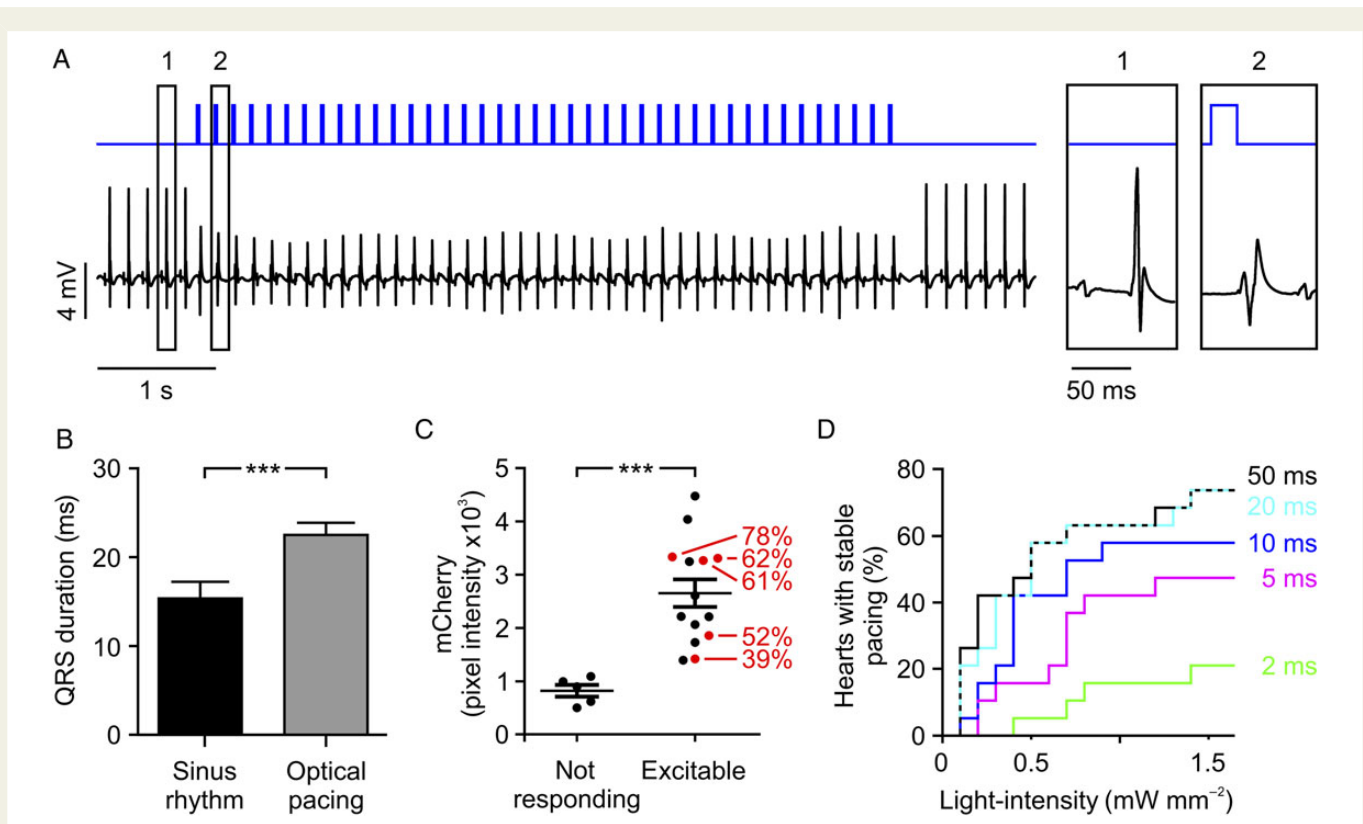 A
1
2
1
2
4 mV
1 s
50 ms
B
QRS duration (ms)
30
20
10
0
***
Sinus
rhythm
Optical
pacing
C
mCherry
(pixel intensity x10³)
5
4
3
2
1
0
***
78%
62%
61%
52%
39%
Not
responding
Excitable
D
Hearts with stable
pacing (%)
80
60
40
20
0
50 ms
20 ms
10 ms
5 ms
2 ms
0
0.5
1.5
Light-intensity (mW mm⁻²)